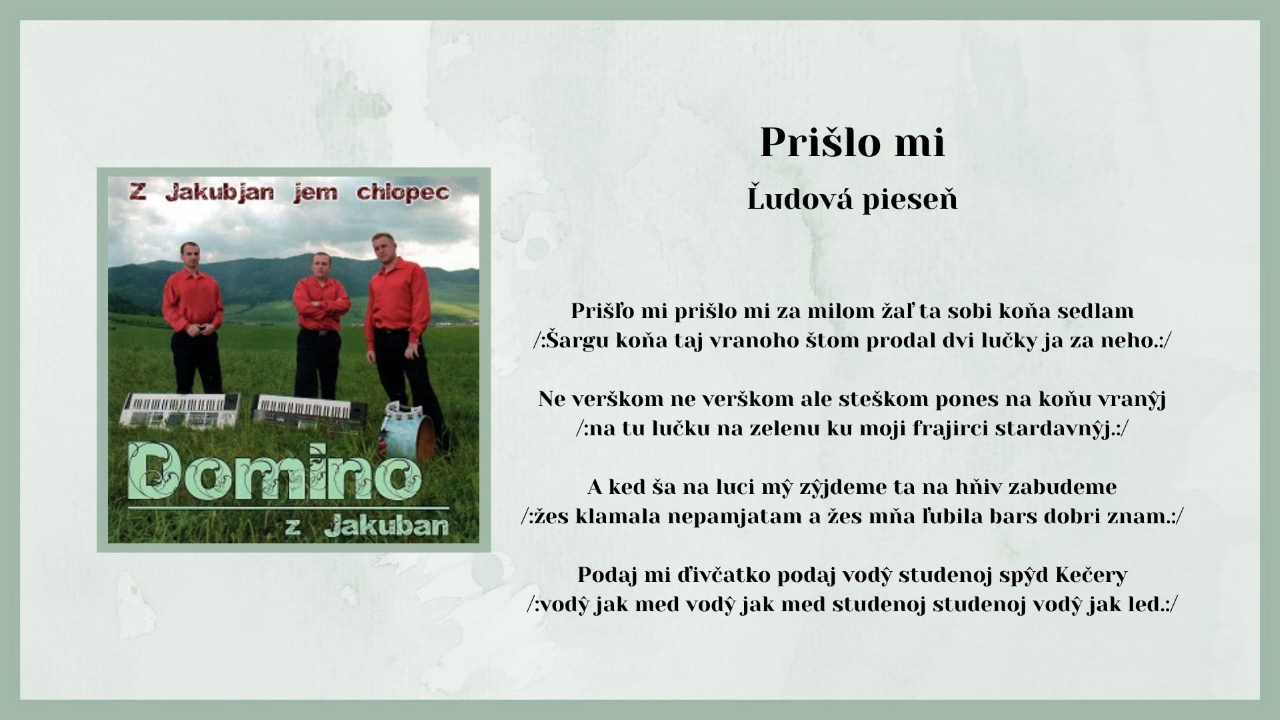 Z Jakubjan jem chlopec
Domino
z Jakuban
Prišlo mi
Ľudová pieseň
Prišľo mi prišlo mi za milom žaľ ta sobi koňa sedlam
/:Šargu koňa taj vranoho štom prodal dvi lučky ja za neho.:/
Ne verškom ne verškom ale steškom pones na koňu vranŷj
/:na tu lučku na zelenu ku moji frajirci stardavnŷj.:/
A ked ša na luci mŷ zŷjdeme ta na hňiv zabudeme
/:žes klamala nepamjatam a žes mňa ľubila bars dobri znam.:/
Podaj mi ďivčatko podaj vodŷ studenoj spŷd Kečery
/:vodŷ jak med vodŷ jak med studenoj studenoj vodŷ jak led.:/